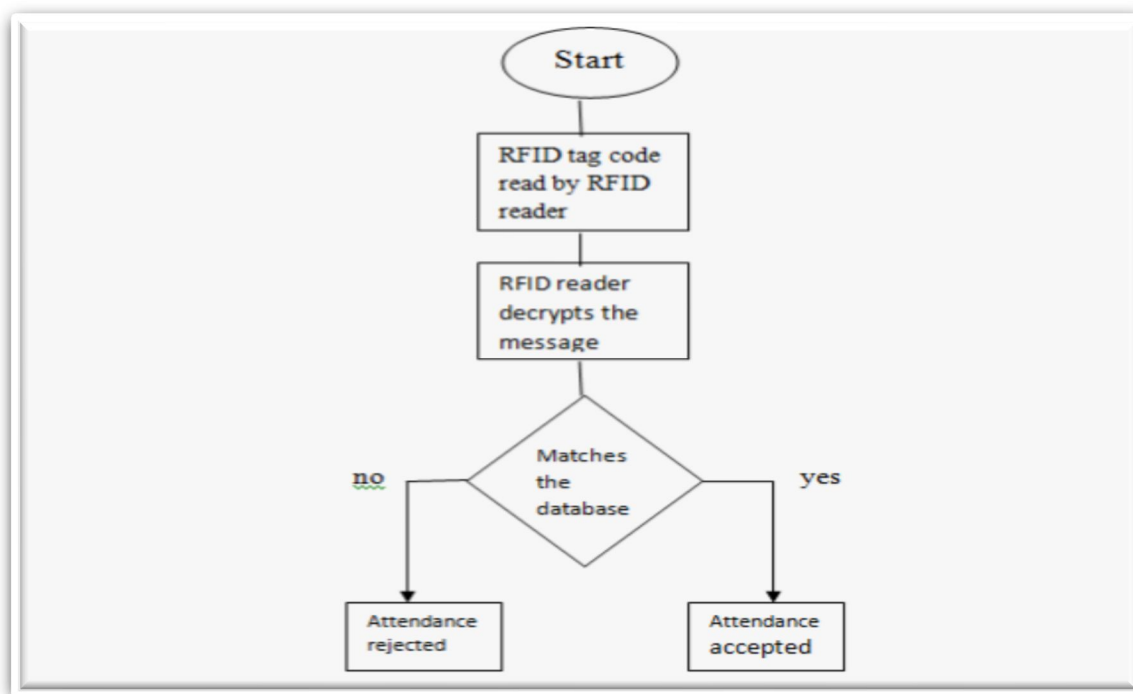 Start
RFID tag code
read by RFID
reader
RFID reader
decrypts the
message
Matches
the
database
no
yes
Attendance
rejected
Attendance
accepted